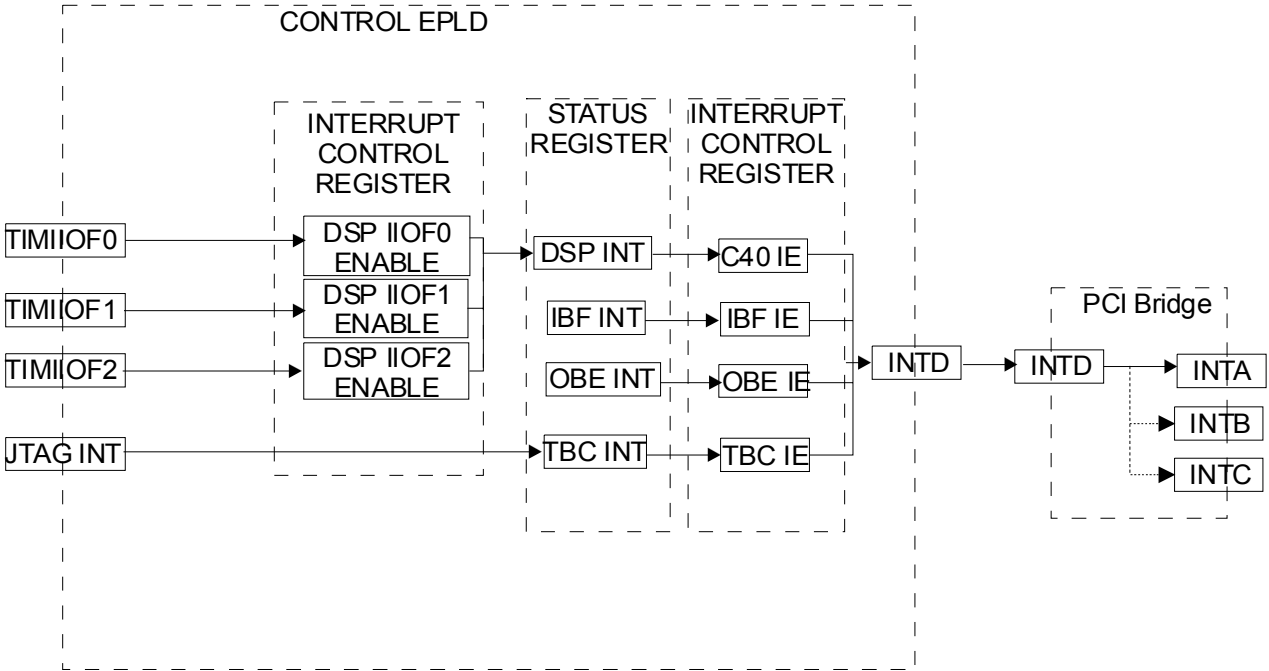 CONTROL EPLD
INTERRUPT
CONTROL
REGISTER
STATUS
REGISTER
INTERRUPT
CONTROL
REGISTER
TIMIIOF0
DSP IIOF0
ENABLE
DSP INT
C40 IE
TIMIIOF1
DSP IIOF1
ENABLE
IBF INT
IBF IE
PCI Bridge
TIMIIOF2
DSP IIOF2
ENABLE
OBE INT
OBE IE
INTD
INTD
INTA
INTB
JTAG INT
TBC INT
TBC IE
INTC